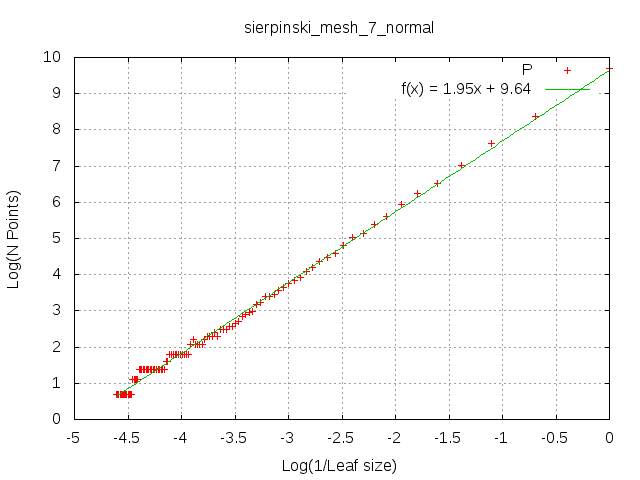 sierpinski_mesh_7_normal
P
f(x) = 1.95x + 9.64
Log(N Points)
10
9
8
7
6
5
4
3
2
1
0
-5 -4.5 -4 -3.5 -3 -2.5 -2 -1.5 -1 -0.5 0
Log(1/Leaf size)